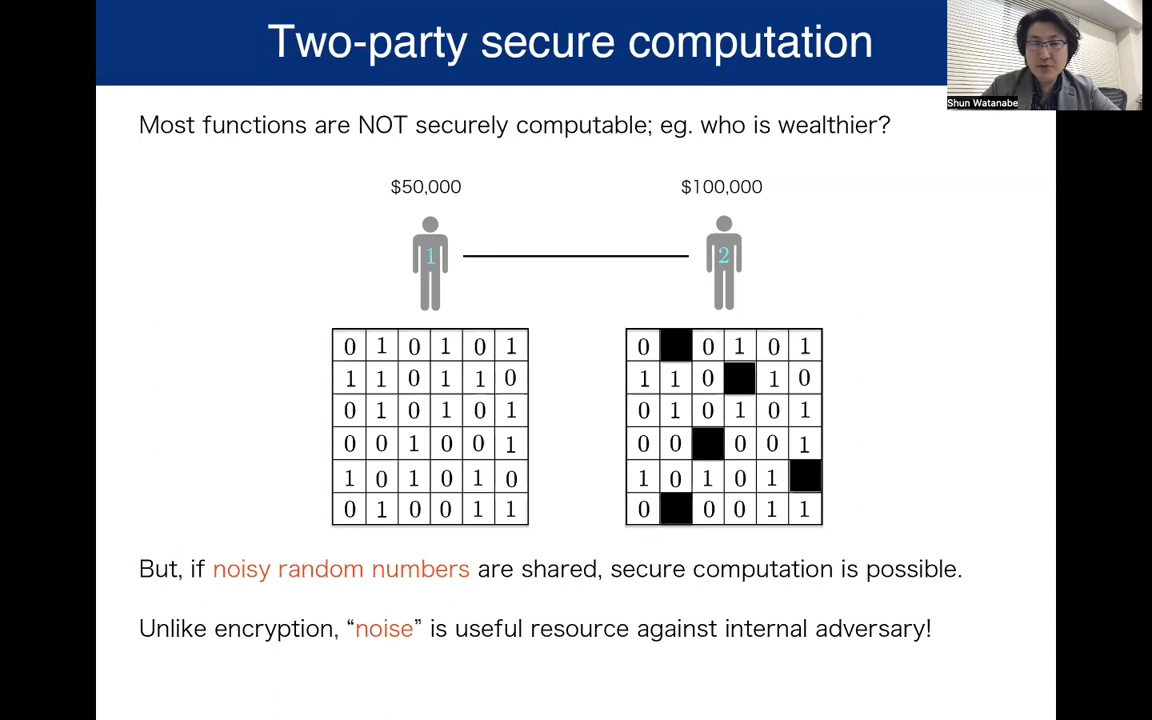 Two-party secure computation
Shun Watanabe
Most functions are NOT securely computable; eg. who is wealthier?
$50,000 $100,000
1 2
0 1 0 1 0 1 0 0 1 0 1
1 1 0 1 1 0 1 1 0 1 0
0 1 0 1 0 1 0 1 0 1 0 1
0 0 1 0 0 1 0 0 0 0 1
1 0 1 0 1 0 1 0 1 0 1
0 1 0 0 1 1 0 0 0 1 1
But, if noisy random numbers are shared, secure computation is possible.
Unlike encryption, “noise” is useful resource against internal adversary!